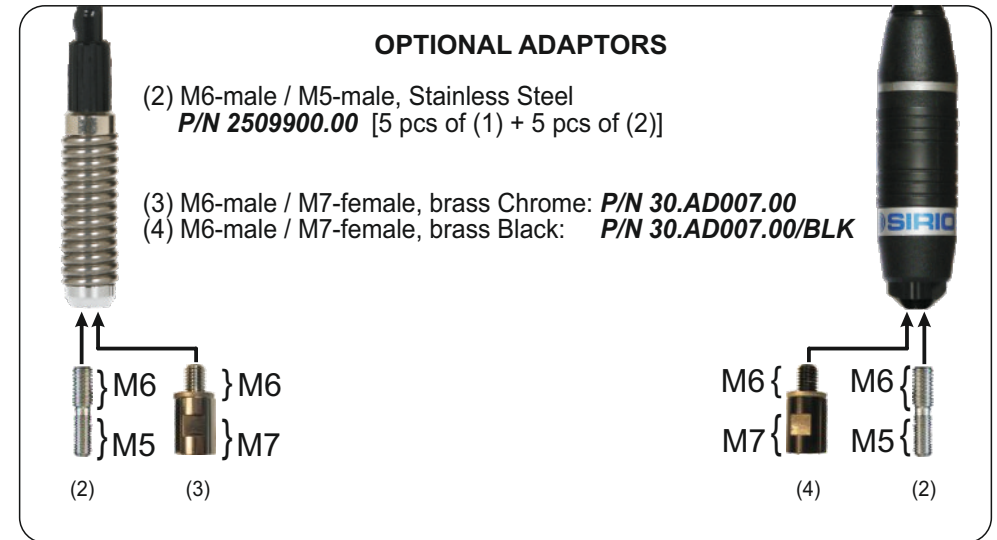 OPTIONAL ADAPTORS
(2) M6-male / M5-male, Stainless Steel
P/N 2509900.00 [5 pcs of (1) + 5 pcs of (2)]
(3) M6-male / M7-female, brass Chrome: P/N 30.AD007.00
(4) M6-male / M7-female, brass Black: P/N 30.AD007.00/BLK
SIRIO
}M6 }M6 M6{ M6{
}M5 }M7 M7{ M5{
(2) (3) (4) (2)